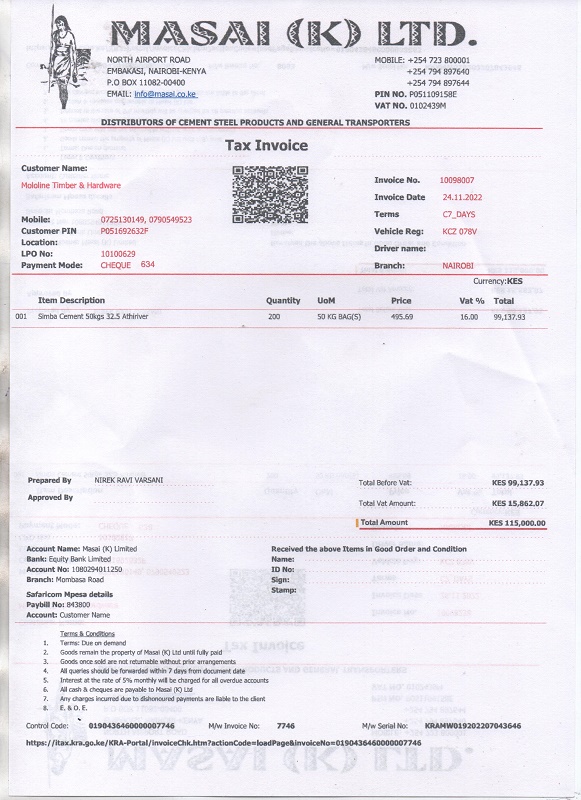 MASAI (K) LTD.
NORTH AIRPORT ROAD
EMBAKASI, NAIROBI-KENYA
P.O BOX 11082-00400
EMAIL: info@masai.co.ke
MOBILE: +254 723 800001
+254 794 897640
+254 794 897644
PIN NO. P051109158E
VAT NO. 0102439M
DISTRIBUTORS OF CEMENT STEEL PRODUCTS AND GENERAL TRANSPORTERS
Tax Invoice
Customer Name:
Mololine Timber & Hardware
Mobile: 0725130149, 0790549523
Customer PIN P051692632F
Location:
LPO No: 10100629
Payment Mode: CHEQUE 634
Invoice No. 10098007
Invoice Date 24.11.2022
Terms C7_DAYS
Vehicle Reg: KCZ 078V
Driver name:
Branch: NAIROBI
Currency:KES
Item Description Quantity UoM Price Vat % Total
001 Simba Cement 50kgs 32.5 Athiriver 200 50 KG BAG(S) 495.69 16.00 99,137.93
Prepared By NIREK RAVI VARSANI
Approved By
Total Before Vat: KES 99,137.93
Total Vat Amount: KES 15,862.07
Total Amount KES 115,000.00
Account Name: Masai (K) Limited
Bank: Equity Bank Limited
Account No: 1080294011250
Branch: Mombasa Road
Safaricom Mpesa details
Paybill No: 843800
Account: Customer Name
Received the above Items in Good Order and Condition
Name:
ID No:
Sign:
Stamp:
Terms & Conditions
1. Terms: Due on demand
2. Goods remain the property of Masai (K) Ltd until fully paid
3. Goods once sold are not returnable without prior arrangements
4. All queries should be forwarded within 7 days from document date
5. Interest at the rate of 5% monthly will be charged for all overdue accounts
6. All cash & cheques are payable to Masai (K) Ltd
7. Any charges incurred due to dishonoured payments are liable to the client
8. E. & O. E.
Control Code: 0190436460000007746 M/w Invoice No: 7746 M/w Serial No: KRAMW019202207043646
https://itax.kra.go.ke/KRA-Portal/invoiceChk.htm?actionCode=loadPage&invoiceNo=0190436460000007746